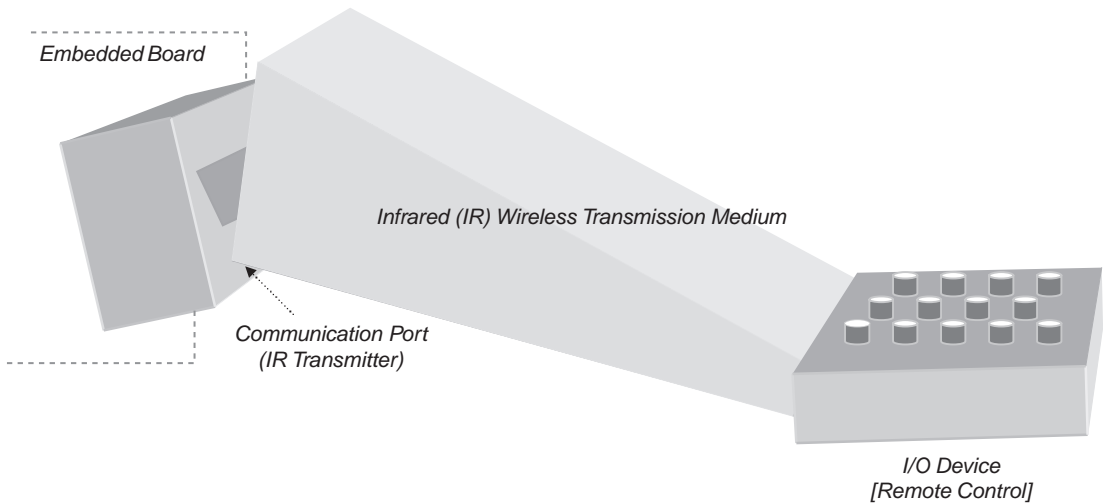 Embedded Board
Infrared (IR) Wireless Transmission Medium
Communication Port
(IR Transmitter)
I/O Device
[Remote Control]